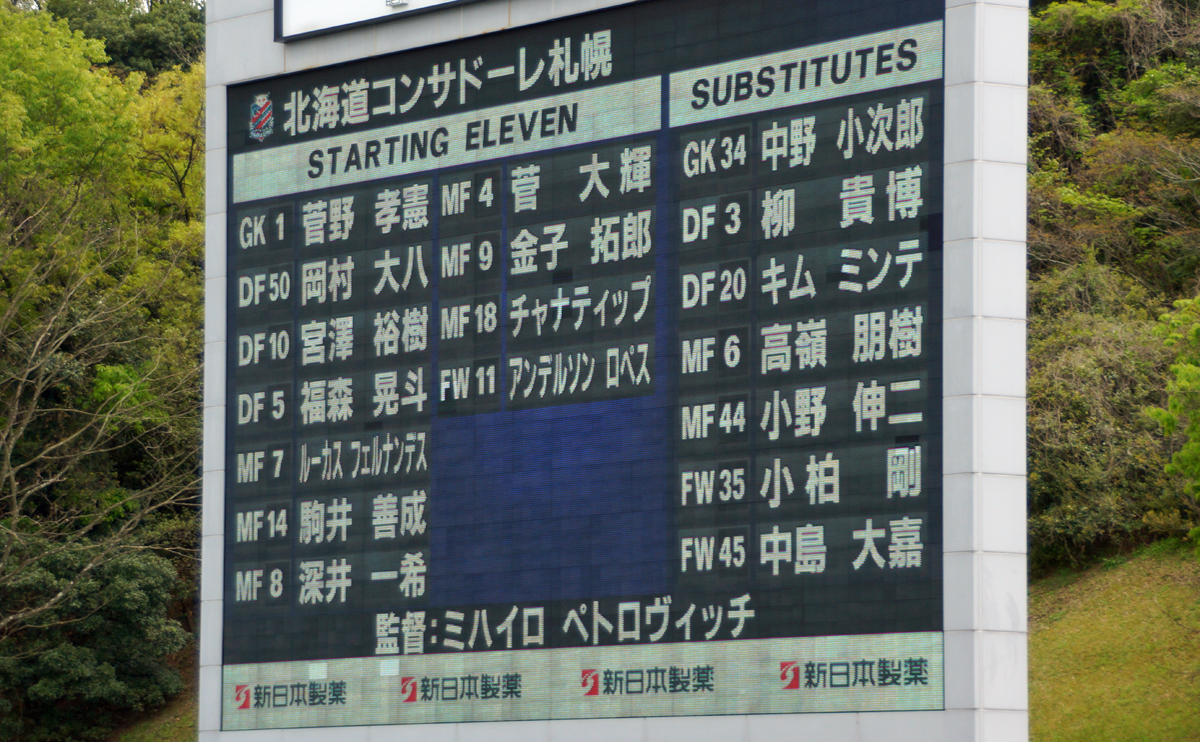 北海道コンサドーレ札幌
STARTING ELEVEN
GK 1 菅野 孝憲
DF 50 岡村 大八
DF 10 宮澤 裕樹
DF 5 福森 晃斗
MF 7 ルーカス フェルナンデス
MF 14 駒井 善成
MF 8 深井 一希
MF 4 菅 大輝
MF 9 金子 拓郎
MF 18 チャナティップ
FW 11 アンデルソン ロペス
SUBSTITUTES
GK 34 中野 小次郎
DF 3 柳 貴博
DF 20 キム ミンテ
MF 6 高嶺 朋樹
MF 44 小野 伸二
FW 35 小柏 剛
FW 45 中島 大嘉
監督:ミハイロ ペトロヴィッチ
新日本製薬 新日本製薬 新日本製薬 新日本製薬